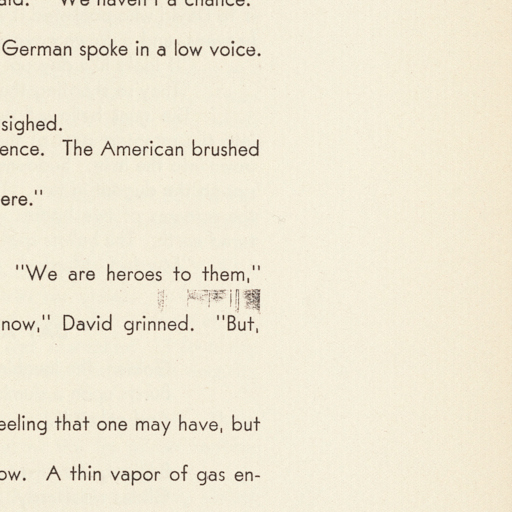 "We haven't a chance.
German spoke in a low voice.
sighed.
ence. The American brushed
ere."
"We are heroes to them,"
now," David grinned. "But,
eeling that one may have, but
ow. A thin vapor of gas en-